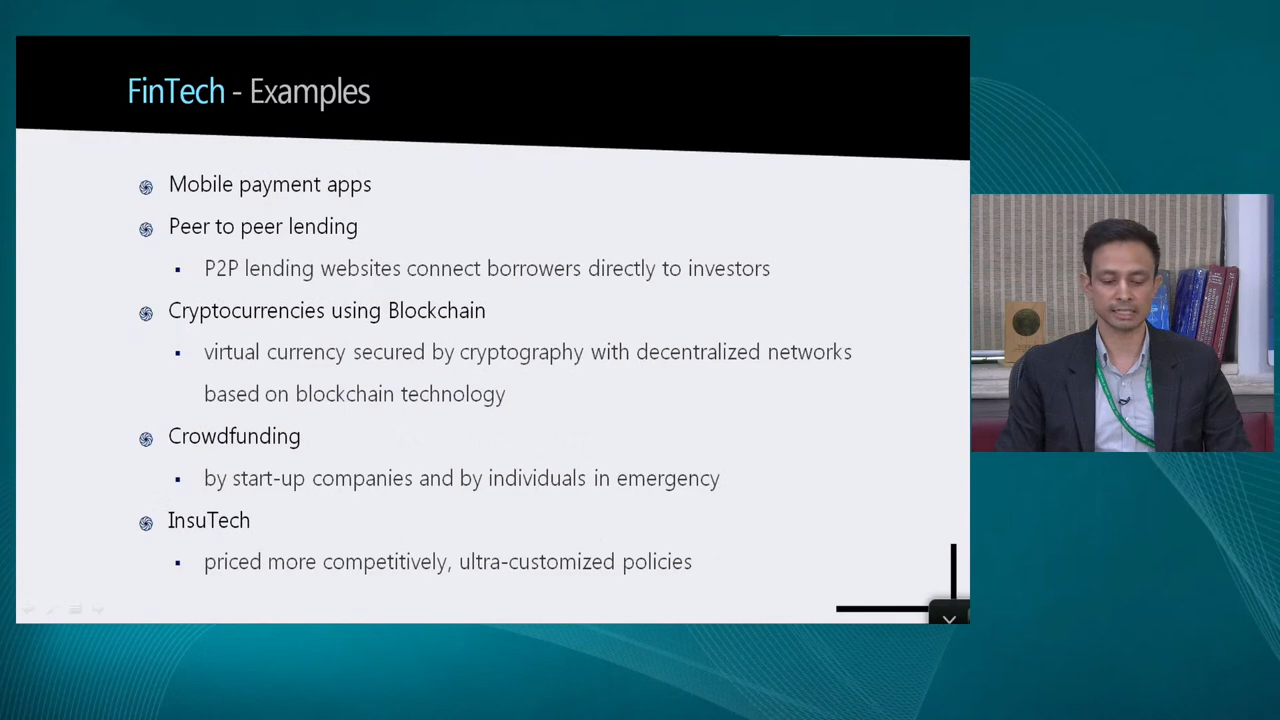 FinTech - Examples
Mobile payment apps
Peer to peer lending
P2P lending websites connect borrowers directly to investors
Cryptocurrencies using Blockchain
virtual currency secured by cryptography with decentralized networks
based on blockchain technology
Crowdfunding
by start-up companies and by individuals in emergency
InsuTech
priced more competitively, ultra-customized policies